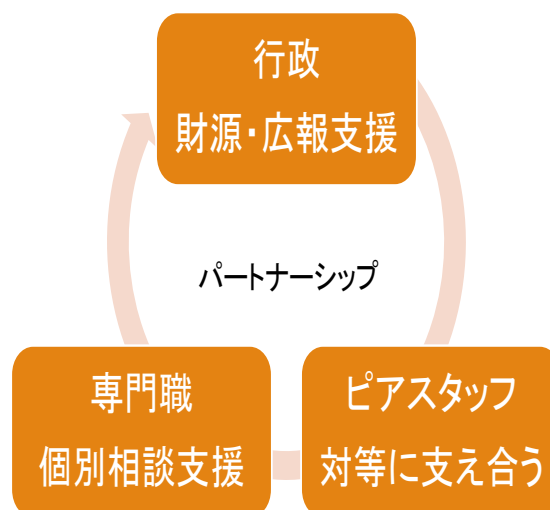 行政
財源・広報支援
パートナーシップ
専門職
個別相談支援
ピアスタッフ
対等に支え合う